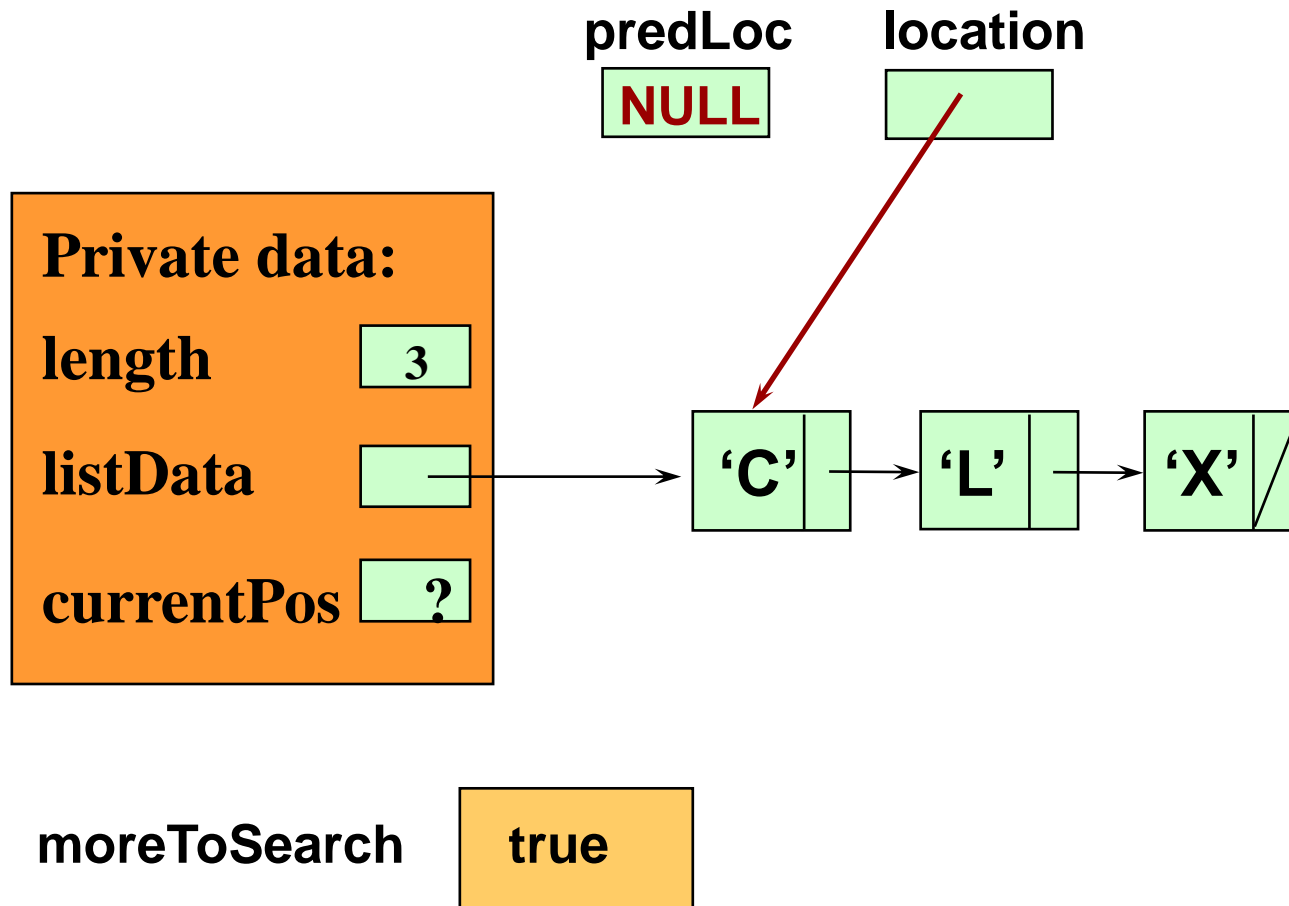 predLoc location
NULL
Private data:
length 3
listData
‘C’ ‘L’ ‘X’
currentPos ?
moreToSearch true